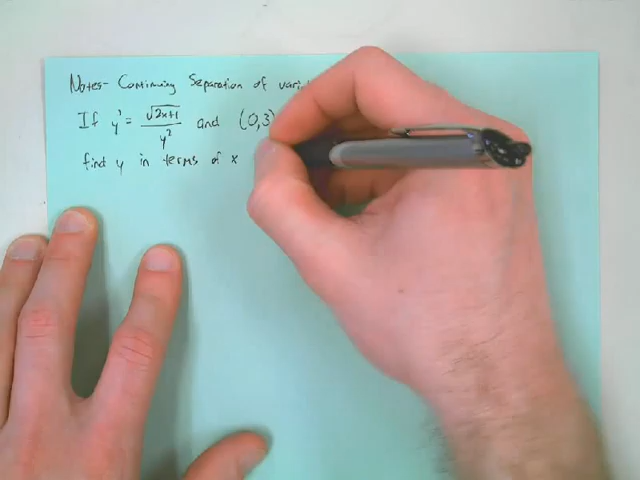 Notes- Continuing Separation of
If y' = √(2x+1) / y² and (0,3)
find y in terms of x